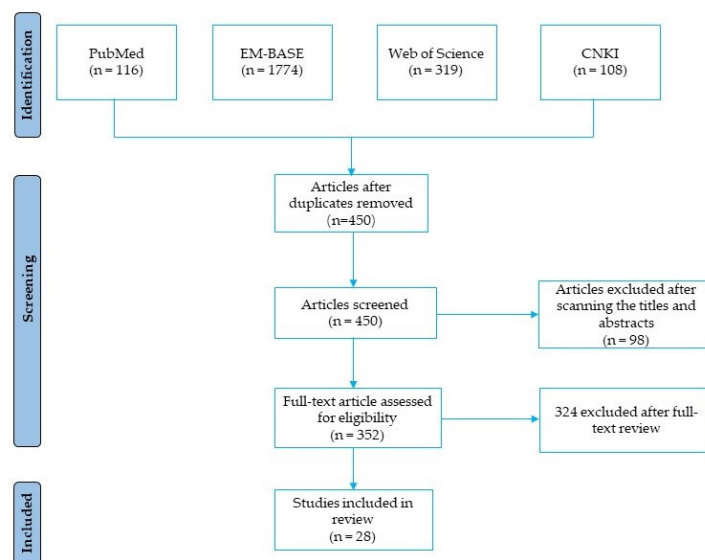 Identification
PubMed
(n = 116)
EM-BASE
(n = 1774)
Web of Science
(n = 319)
CNKI
(n = 108)
Screening
Articles after
duplicates removed
(n=450)
Articles screened
(n = 450)
Articles excluded after
scanning the titles and
abstracts
(n = 98)
Full-text article assessed
for eligibility
(n = 352)
324 excluded after full-
text review
Included
Studies included in
review
(n = 28)